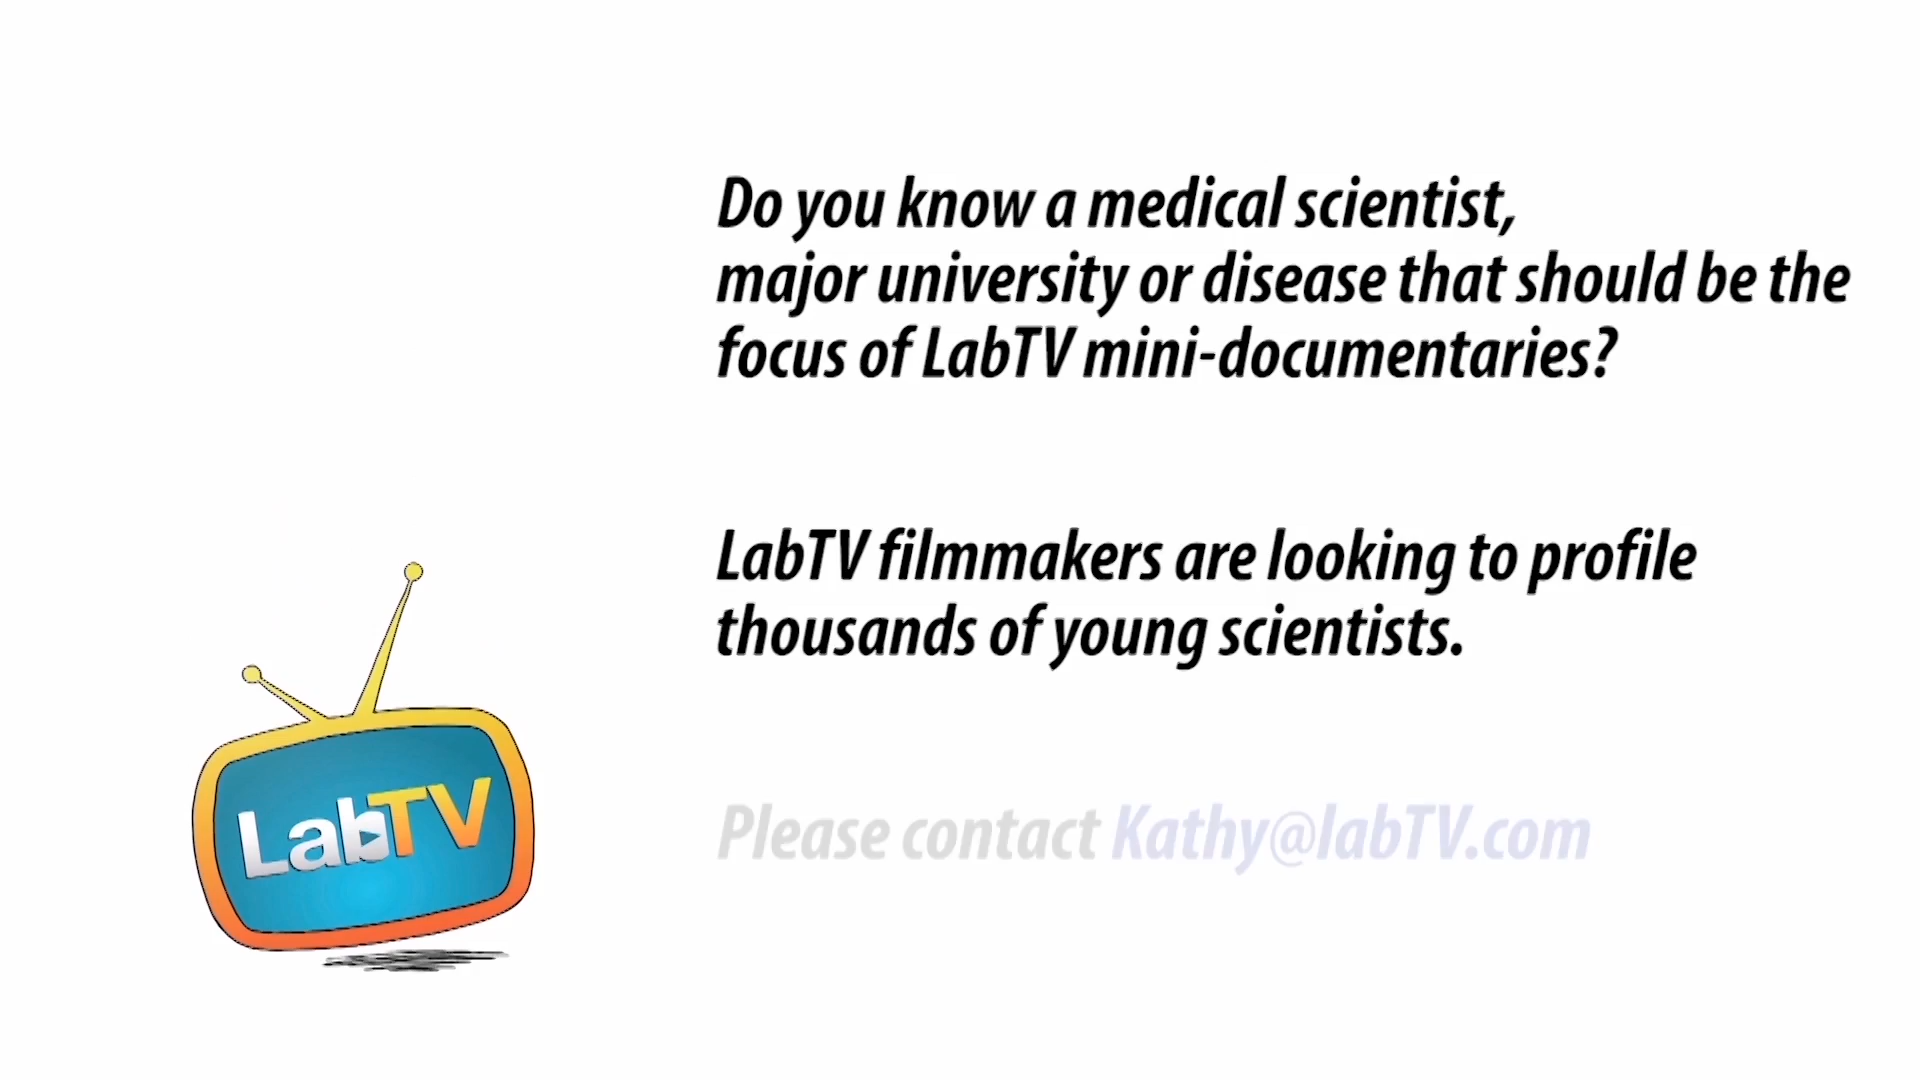 Do you know a medical scientist,
major university or disease that should be the
focus of LabTV mini-documentaries?
LabTV filmmakers are looking to profile
thousands of young scientists.
LabTV
Please contact Kathy@labTV.com